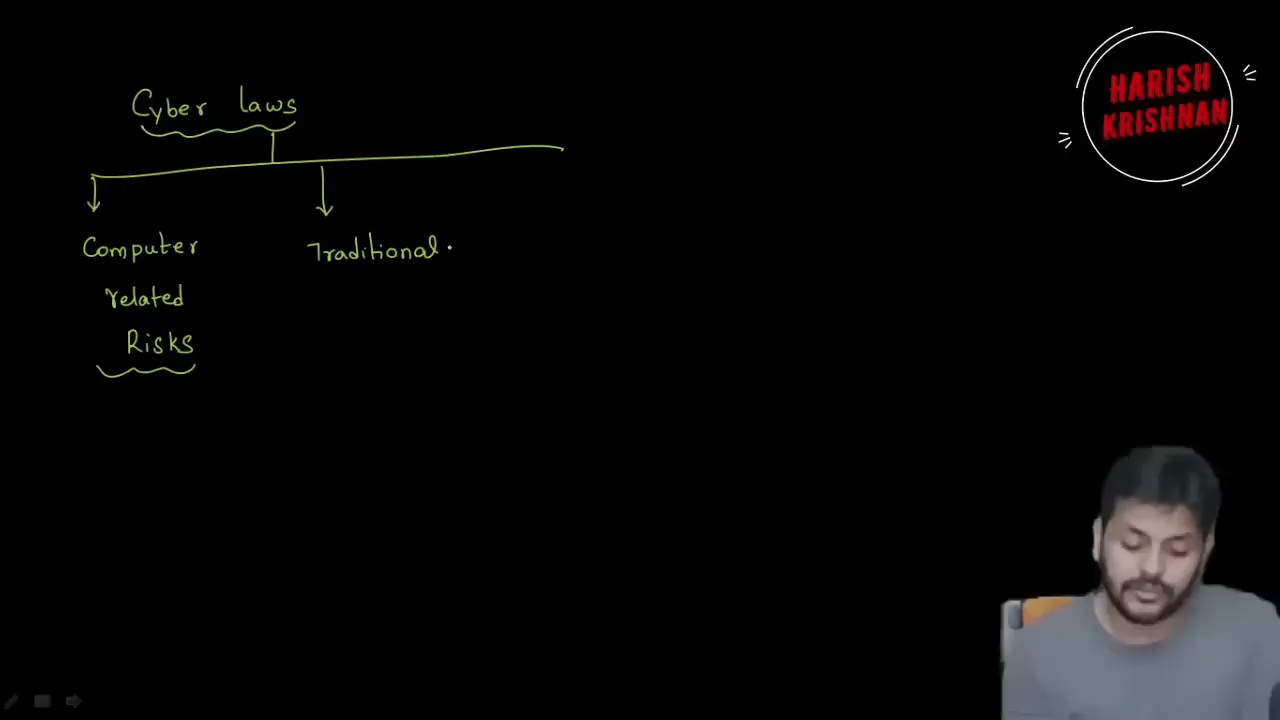 HARISH
KRISHNAN
Cyber laws
Computer
related
Risks
Traditional